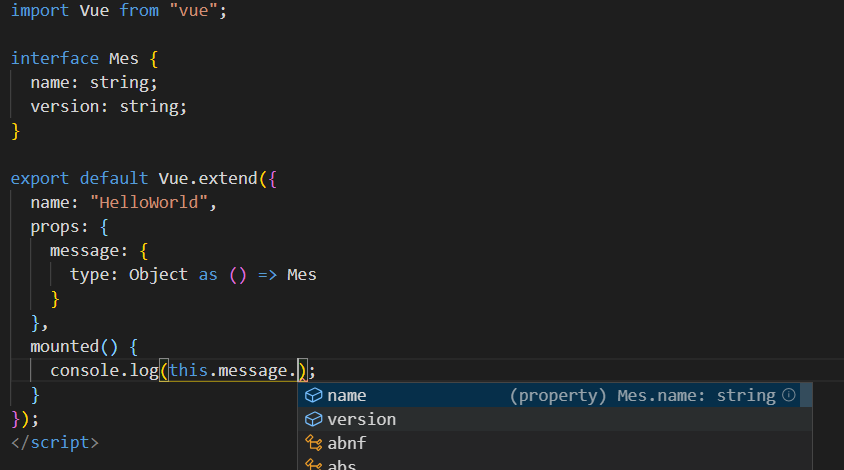 import Vue from "vue";
interface Mes {
name: string;
version: string;
}
export default Vue.extend({
name: "HelloWorld",
props: {
message: {
type: Object as () => Mes
}
},
mounted() {
console.log(this.message.);
}
});
</script>
name (property) Mes.name: string
version
abnf
abs